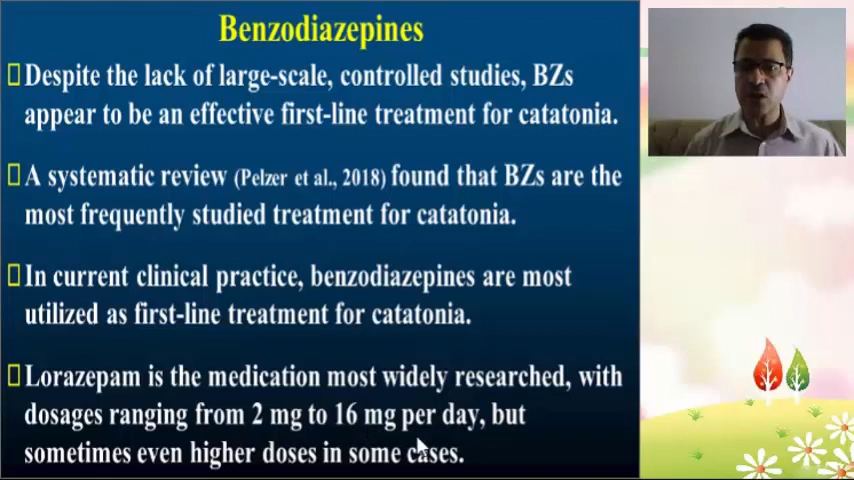 Benzodiazepines
Despite the lack of large-scale, controlled studies, BZs
appear to be an effective first-line treatment for catatonia.
A systematic review (Pelzer et al., 2018) found that BZs are the
most frequently studied treatment for catatonia.
In current clinical practice, benzodiazepines are most
utilized as first-line treatment for catatonia.
Lorazepam is the medication most widely researched, with
dosages ranging from 2 mg to 16 mg per day, but
sometimes even higher doses in some cases.